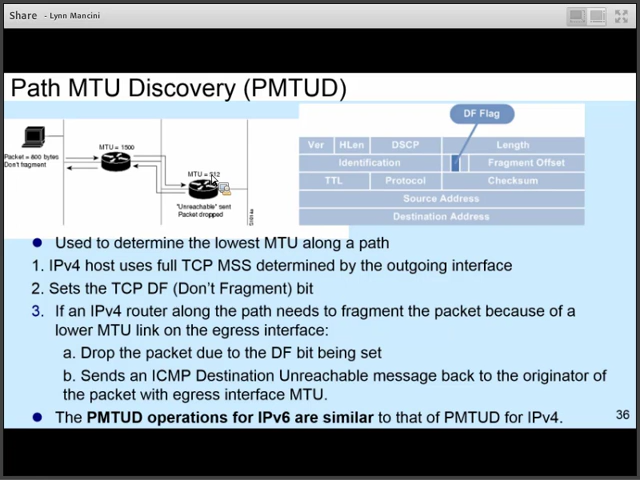 Share - Lynn Mancini
Path MTU Discovery (PMTUD)
DF Flag
MTU = 1500
Packet = 800 bytes
Don't fragment
MTU = 512
"Unreachable" sent
Packet dropped
Ver HLen DSCP Length
Identification Fragment Offset
TTL Protocol Checksum
Source Address
Destination Address
Used to determine the lowest MTU along a path
1. IPv4 host uses full TCP MSS determined by the outgoing interface
2. Sets the TCP DF (Don't Fragment) bit
3. If an IPv4 router along the path needs to fragment the packet because of a
lower MTU link on the egress interface:
a. Drop the packet due to the DF bit being set
b. Sends an ICMP Destination Unreachable message back to the originator of
the packet with egress interface MTU.
The PMTUD operations for IPv6 are similar to that of PMTUD for IPv4.
36